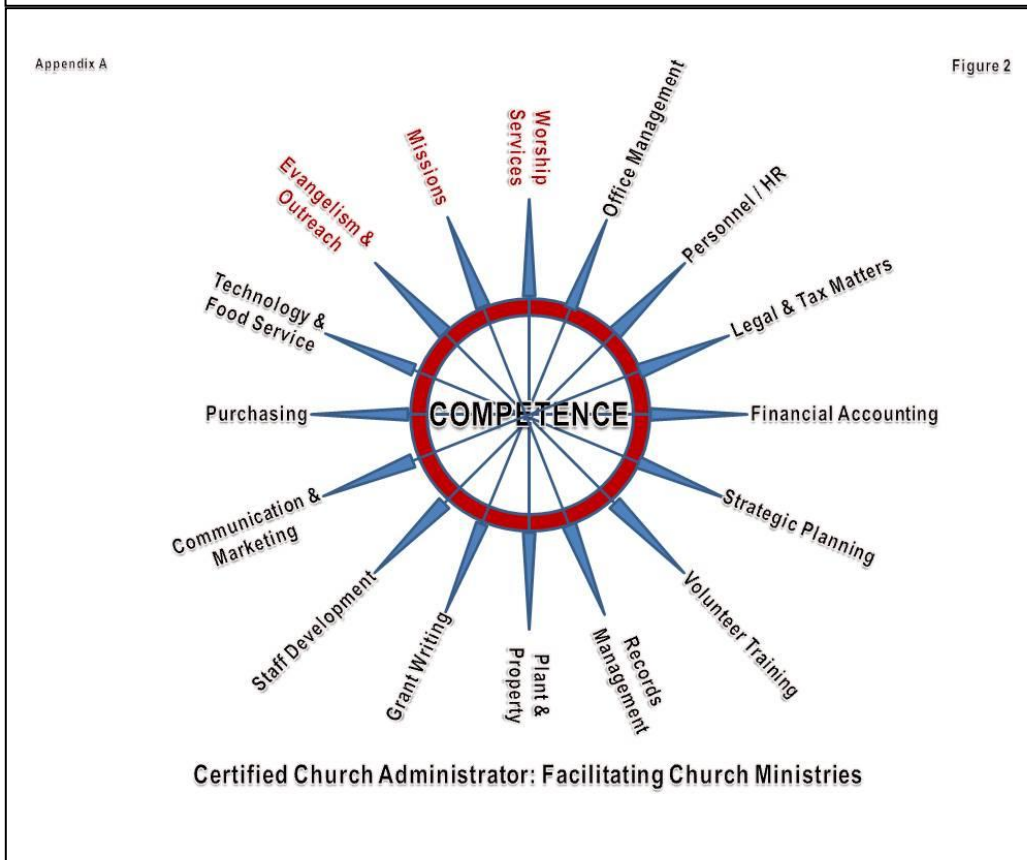 Appendix A
Figure 2
Worship
Services
Office Management
Personnel / HR
Legal & Tax Matters
Financial Accounting
Strategic Planning
Volunteer Training
Records
Management
Plant &
Property
Grant Writing
Staff Development
Communication &
Marketing
Purchasing
Technology &
Food Service
Evangelism &
Outreach
Missions
COMPETENCE
Certified Church Administrator: Facilitating Church Ministries